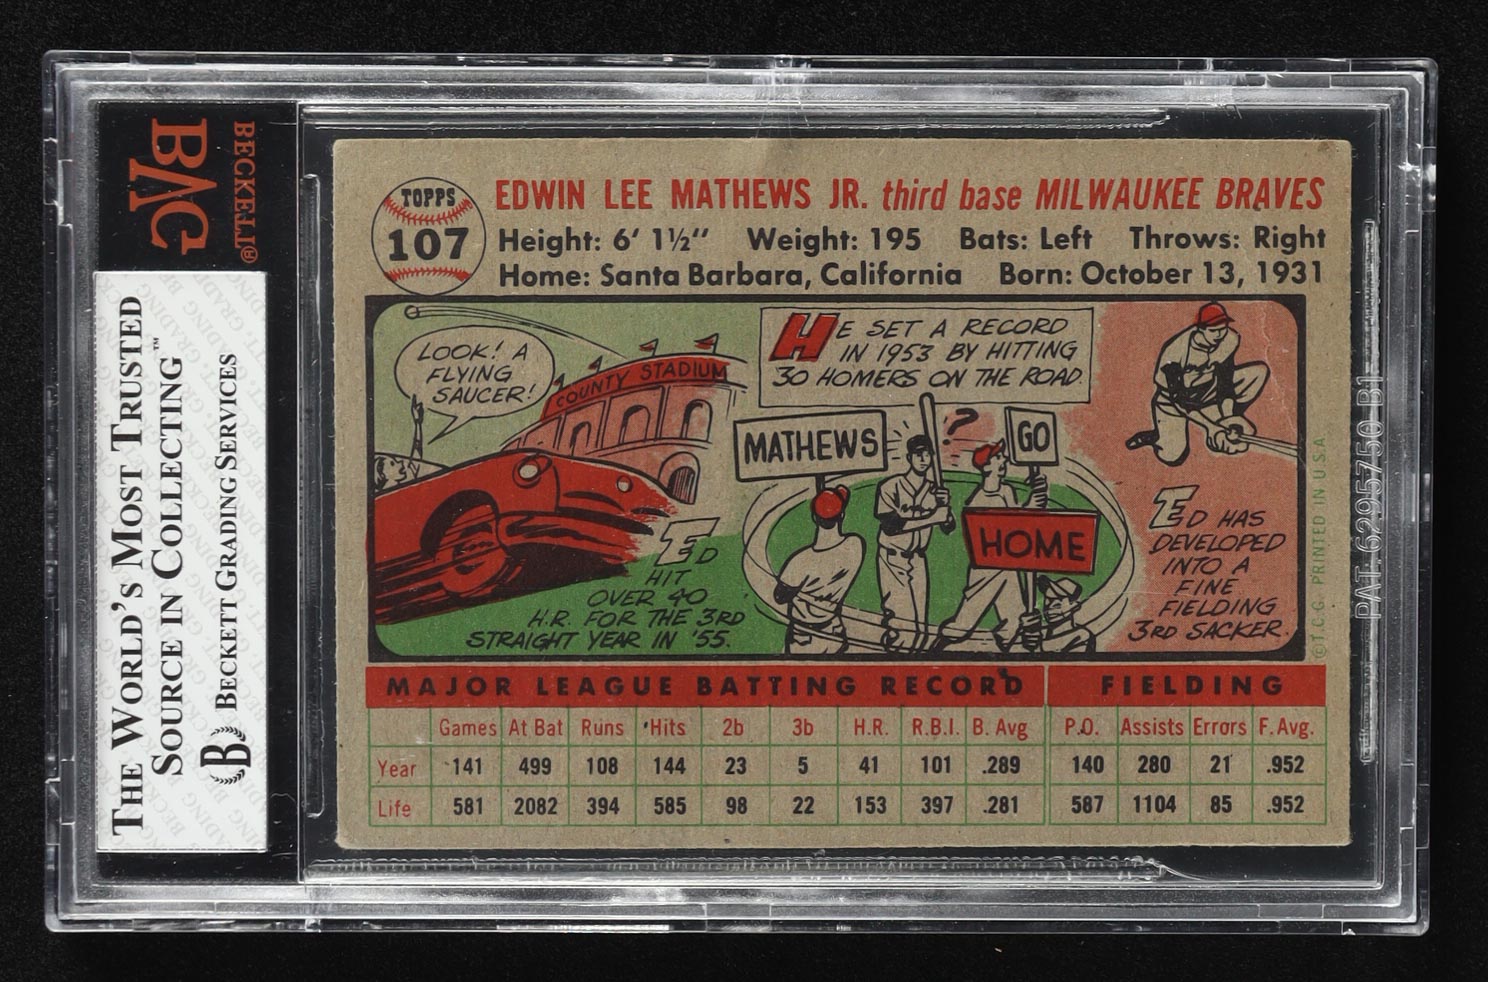 BECKETT®
BVG
THE WORLD'S MOST TRUSTED
SOURCE IN COLLECTING™
BECKETT GRADING SERVICES
B
TOPPS
107
EDWIN LEE MATHEWS JR. third base MILWAUKEE BRAVES
Height: 6' 1½" Weight: 195 Bats: Left Throws: Right
Home: Santa Barbara, California Born: October 13, 1931
LOOK! A
FLYING
SAUCER!
COUNTY STADIUM
ED
HIT
OVER 40
H.R. FOR THE 3RD
STRAIGHT YEAR IN '55.
HE SET A RECORD
IN 1953 BY HITTING
30 HOMERS ON THE ROAD.
MATHEWS
?
GO
HOME
ED HAS
DEVELOPED
INTO A
FINE
FIELDING
3RD SACKER.
©T.C.G. PRINTED IN U.S.A.
PAT. 6295750 B1
MAJOR LEAGUE BATTING RECORD FIELDING
Games At Bat Runs Hits 2b 3b H.R. R.B.I. B. Avg P.O. Assists Errors F. Avg.
Year 141 499 108 144 23 5 41 101 .289 140 280 21 .952
Life 581 2082 394 585 98 22 153 397 .281 587 1104 85 .952